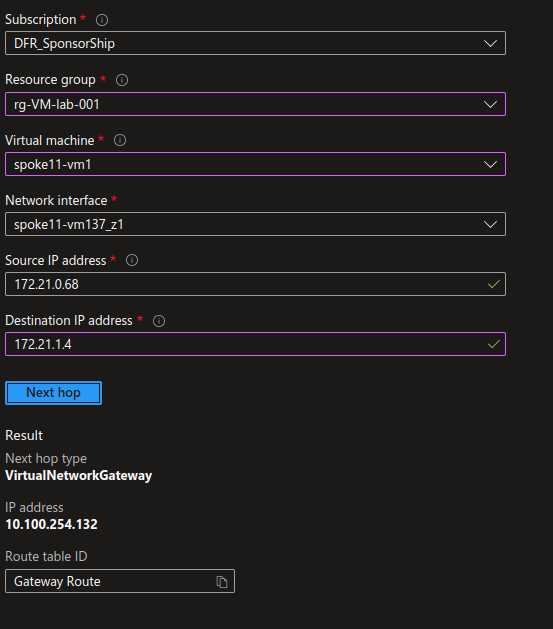 Subscription *
DFR_SponsorShip
Resource group *
rg-VM-lab-001
Virtual machine *
spoke11-vm1
Network interface *
spoke11-vm137_z1
Source IP address *
172.21.0.68
Destination IP address *
172.21.1.4
Next hop
Result
Next hop type
VirtualNetworkGateway
IP address
10.100.254.132
Route table ID
Gateway Route